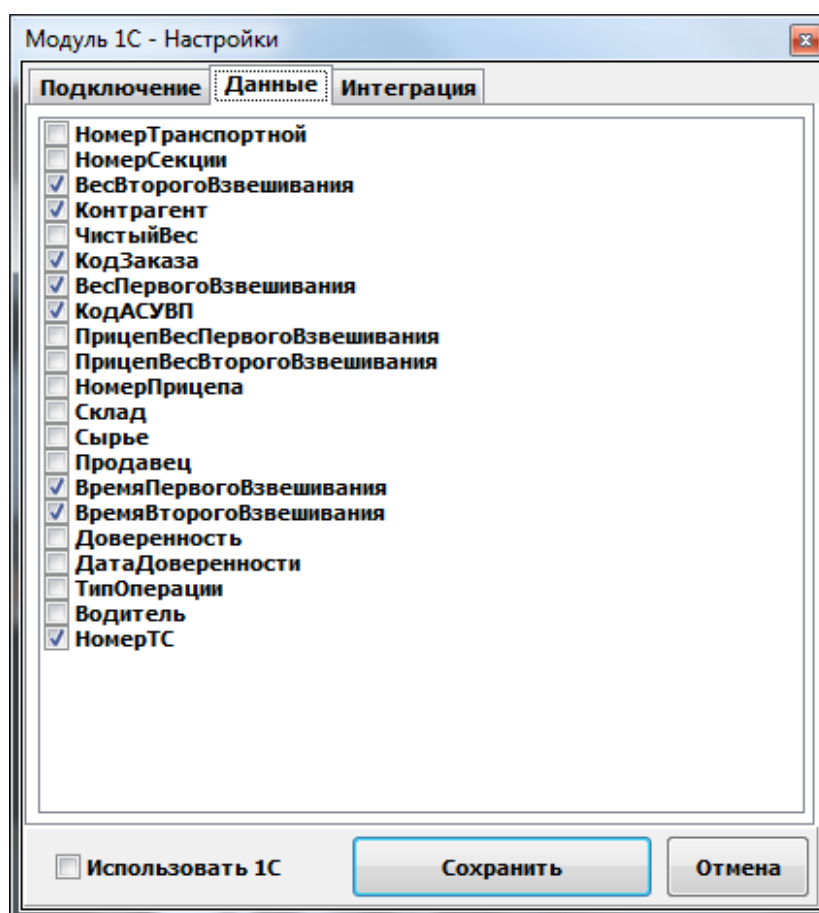 Модуль 1С - Настройки
Подключение Данные Интеграция
НомерТранспортной
НомерСекции
ВесВторогоВзвешивания
Контрагент
ЧистыйВес
КодЗаказа
ВесПервогоВзвешивания
КодАСУВП
ПрицепВесПервогоВзвешивания
ПрицепВесВторогоВзвешивания
НомерПрицепа
Склад
Сырье
Продавец
ВремяПервогоВзвешивания
ВремяВторогоВзвешивания
Доверенность
ДатаДоверенности
ТипОперации
Водитель
НомерТС
Использовать 1С Сохранить Отмена